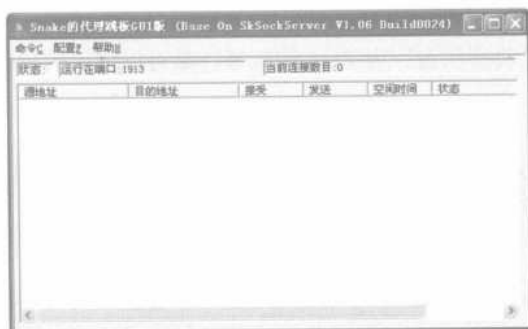 Snake的代理跳板GUI版 (Base On SkSockServer V1.06 Build0024)
命令C 配置P 帮助H
状态: 运行在端口:1913 当前连接数目:0
源地址 目的地址 接受 发送 空闲时间 状态